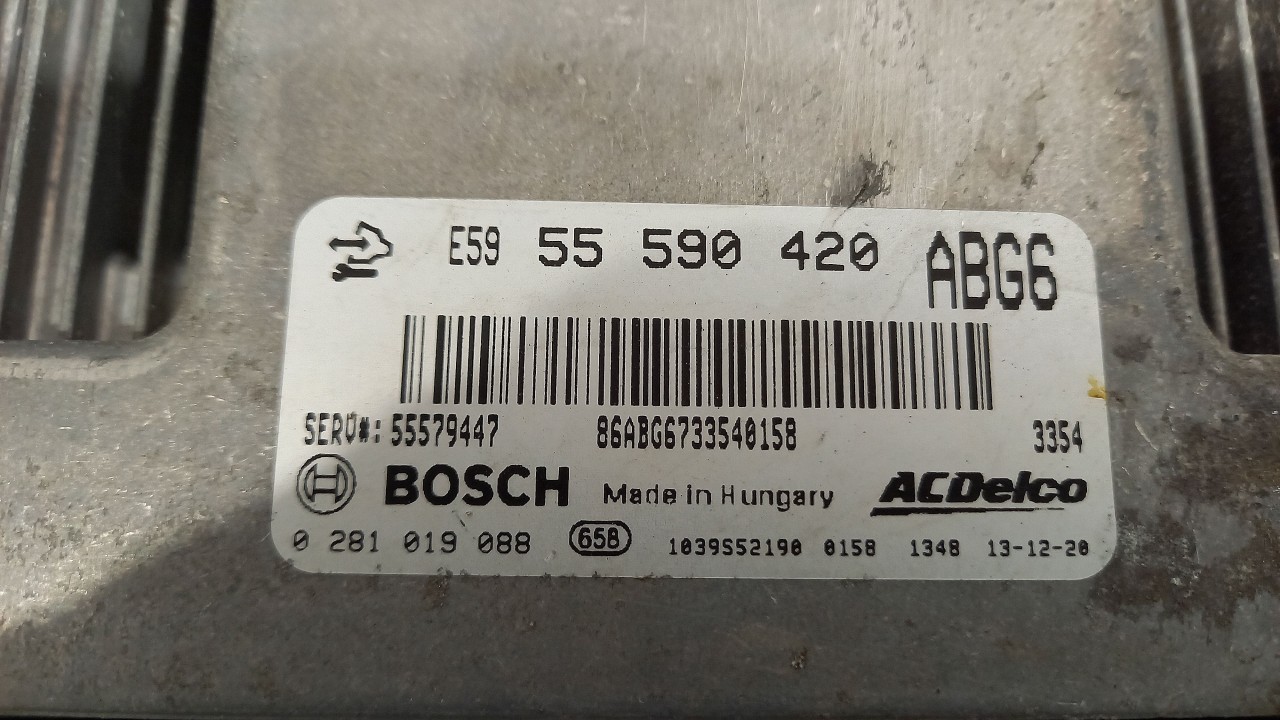 E59 55 590 420 ABG6
SERV#: 55579447 86ABG6733540158 3354
BOSCH Made in Hungary ACDelco
0 281 019 088 658 1039S52190 0158 1348 13-12-20